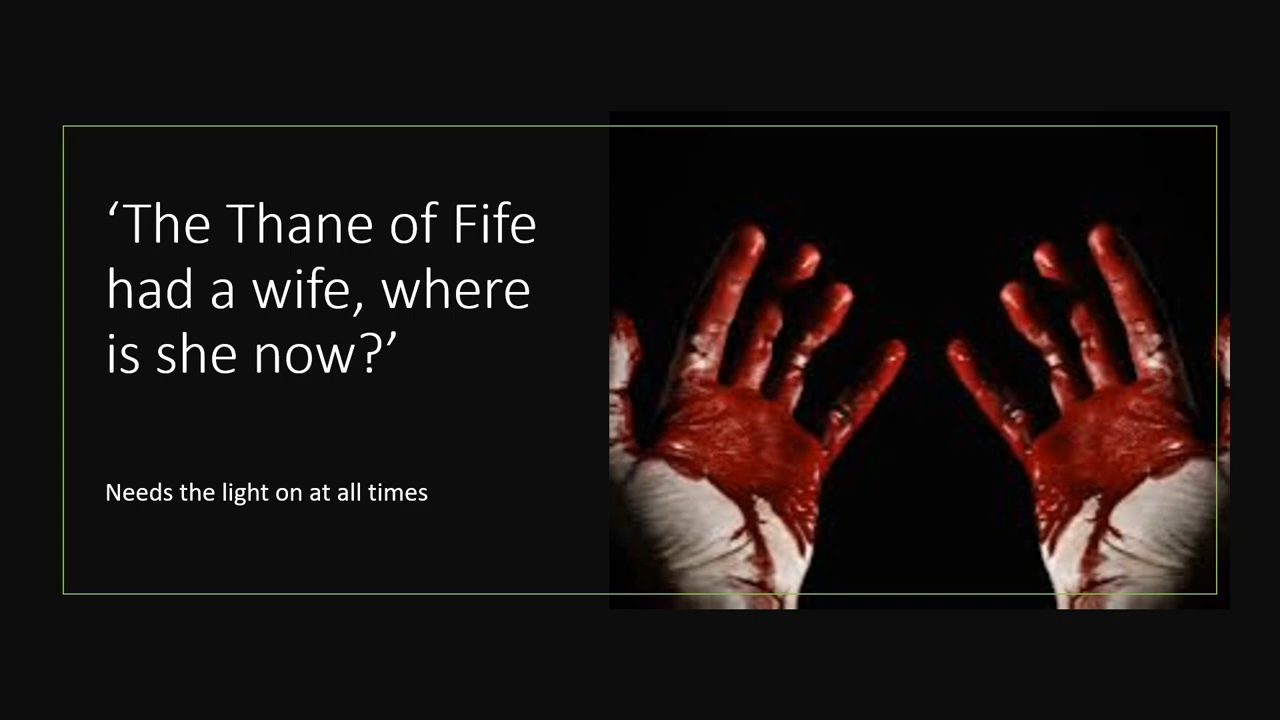 ‘The Thane of Fife
had a wife, where
is she now?’
Needs the light on at all times